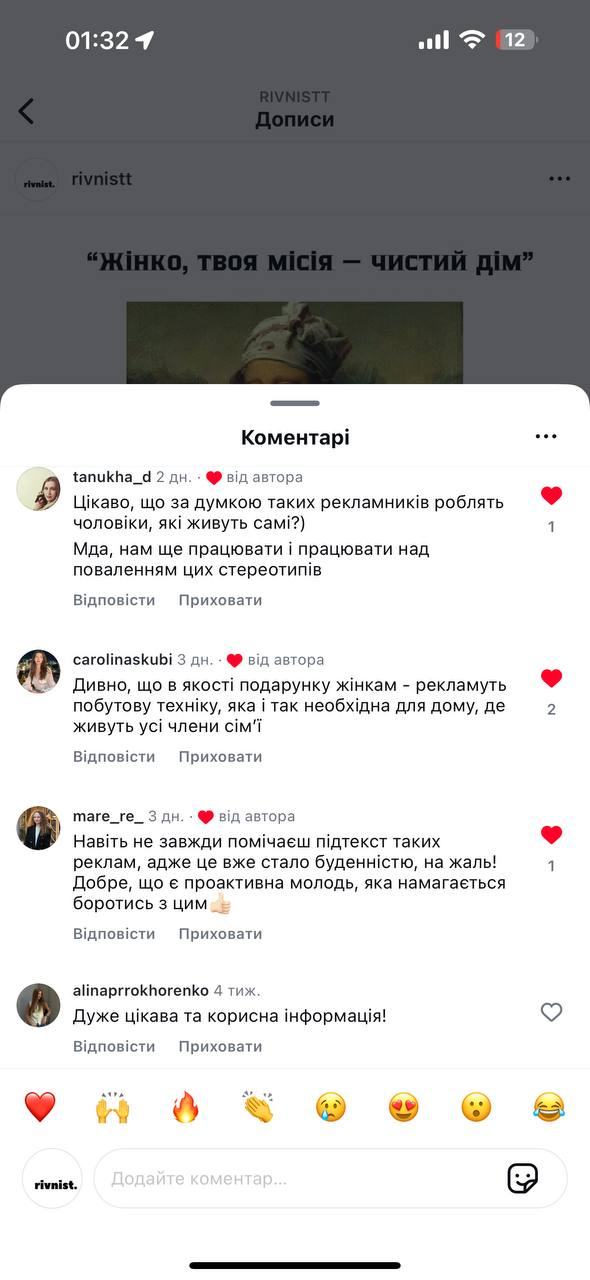 01:32
12
RIVNISTT
Дописи
rivnist.
rivnistt
“Жінко, твоя місія — чистий дім”
Коментарі
tanukha_d 2 дн. · від автора
Цікаво, що за думкою таких рекламників роблять
чоловіки, які живуть самі?)
Мда, нам ще працювати і працювати над
поваленням цих стереотипів
1
Відповісти Приховати
carolinaskubi 3 дн. · від автора
Дивно, що в якості подарунку жінкам - рекламуть
побутову техніку, яка і так необхідна для дому, де
живуть усі члени сім’ї
2
Відповісти Приховати
mare_re_ 3 дн. · від автора
Навіть не завжди помічаєш підтекст таких
реклам, адже це вже стало буденністю, на жаль!
Добре, що є проактивна молодь, яка намагається
боротись з цим👍🏻
1
Відповісти Приховати
alinaprrokhorenko 4 тиж.
Дуже цікава та корисна інформація!
Відповісти Приховати
rivnist.
Додайте коментар...